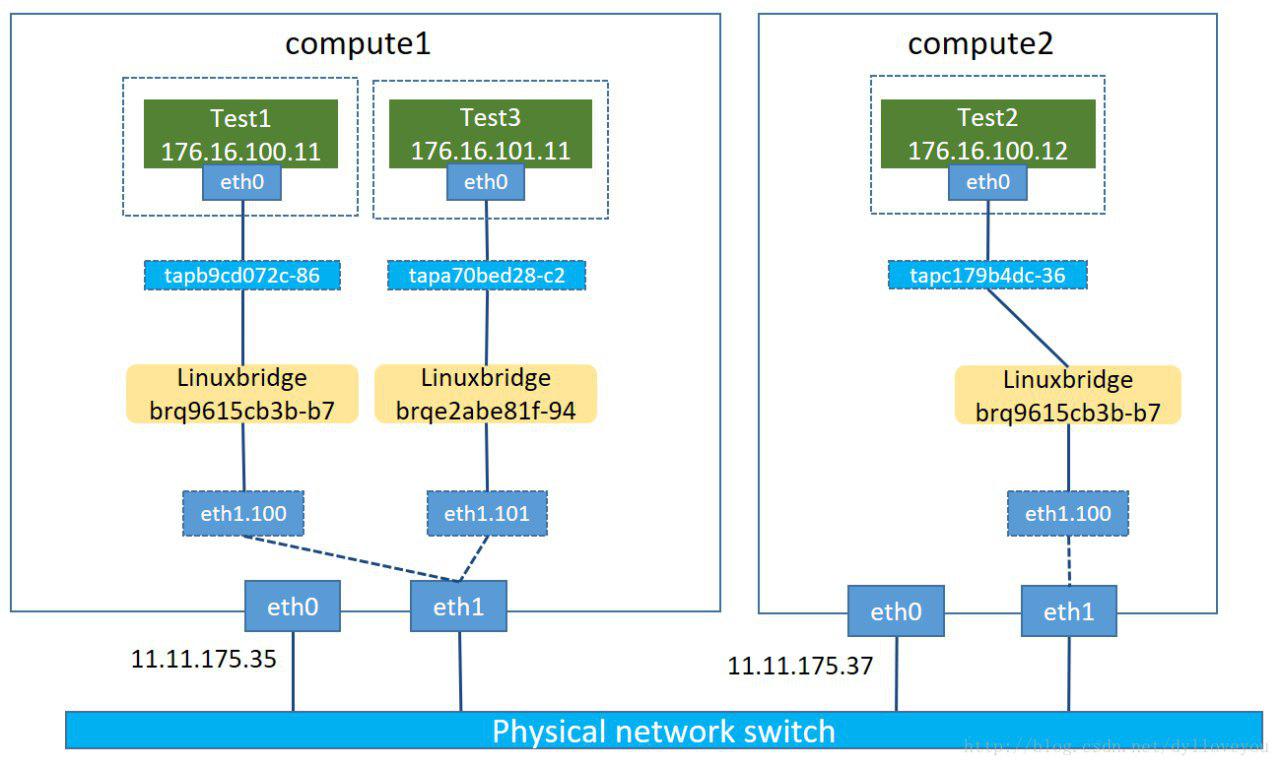 compute1
compute2
Test1
176.16.100.11
eth0
Test3
176.16.101.11
eth0
Test2
176.16.100.12
eth0
tapb9cd072c-86
tapa70bed28-c2
tapc179b4dc-36
Linuxbridge
brq9615cb3b-b7
Linuxbridge
brqe2abe81f-94
Linuxbridge
brq9615cb3b-b7
eth1.100
eth1.101
eth1.100
eth0
eth1
eth0
eth1
11.11.175.35
11.11.175.37
Physical network switch
http://blog.csdn.net/dylloveyou